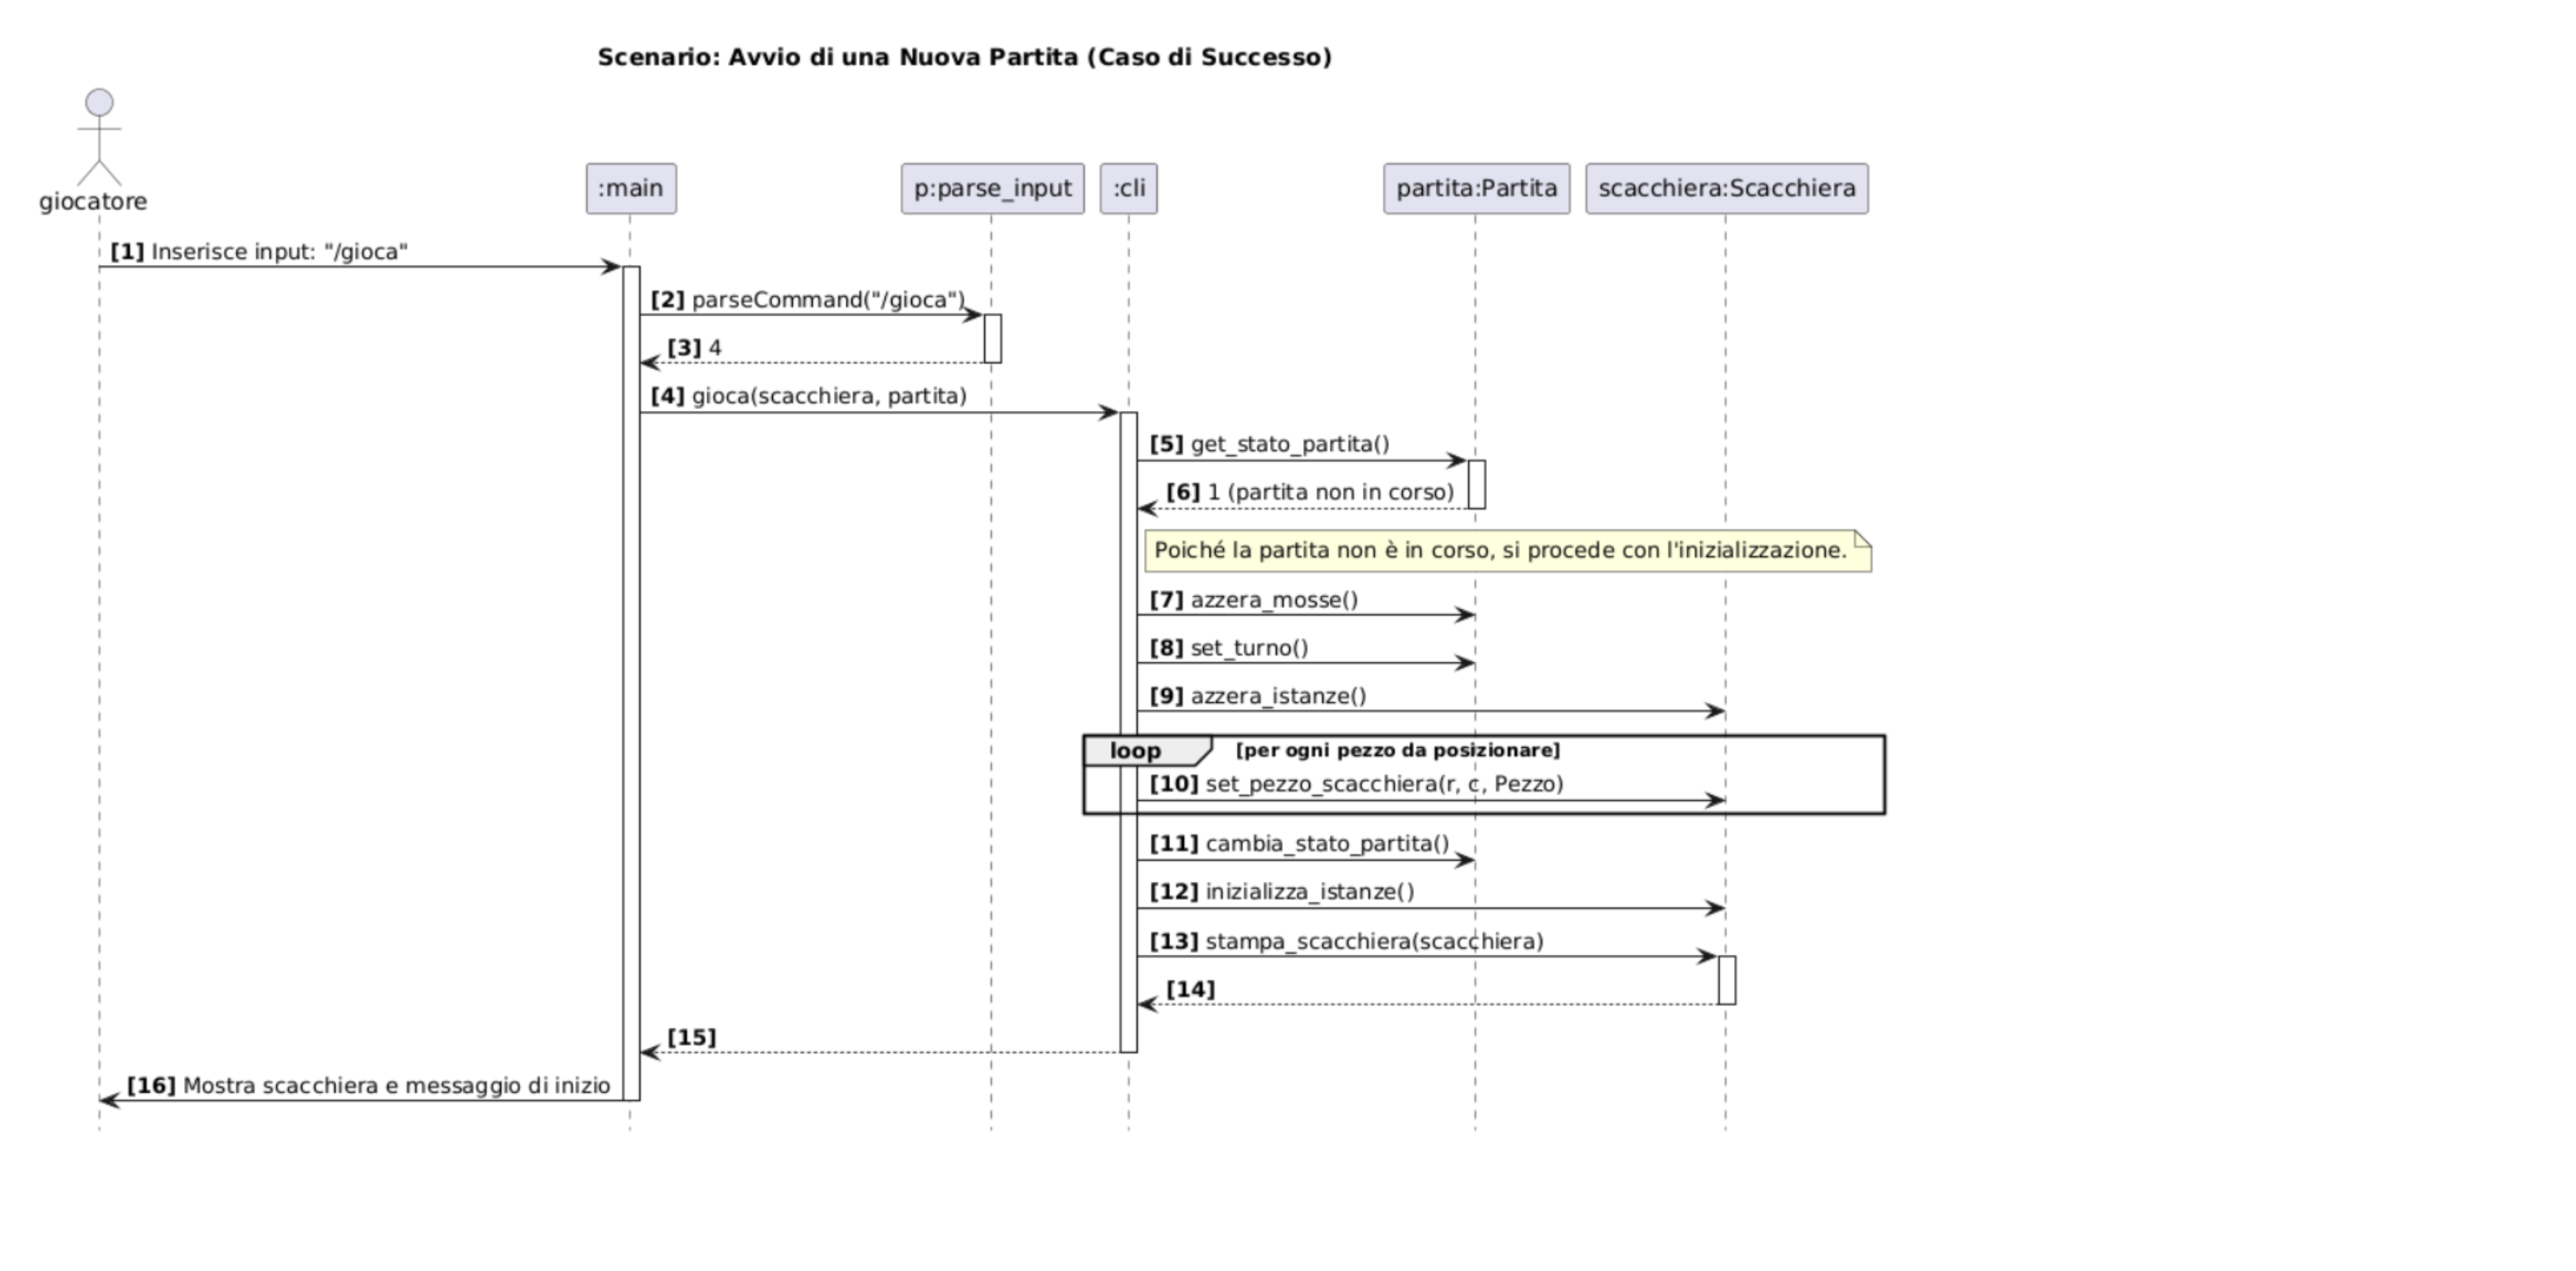 Scenario: Avvio di una Nuova Partita (Caso di Successo)
giocatore
:main
p:parse_input
:cli
partita:Partita
scacchiera:Scacchiera
[1] Inserisce input: "/gioca"
[2] parseCommand("/gioca")
[3] 4
[4] gioca(scacchiera, partita)
[5] get_stato_partita()
[6] 1 (partita non in corso)
Poiché la partita non è in corso, si procede con l'inizializzazione.
[7] azzera_mosse()
[8] set_turno()
[9] azzera_istanze()
loop [per ogni pezzo da posizionare]
[10] set_pezzo_scacchiera(r, c, Pezzo)
[11] cambia_stato_partita()
[12] inizializza_istanze()
[13] stampa_scacchiera(scacchiera)
[14]
[15]
[16] Mostra scacchiera e messaggio di inizio